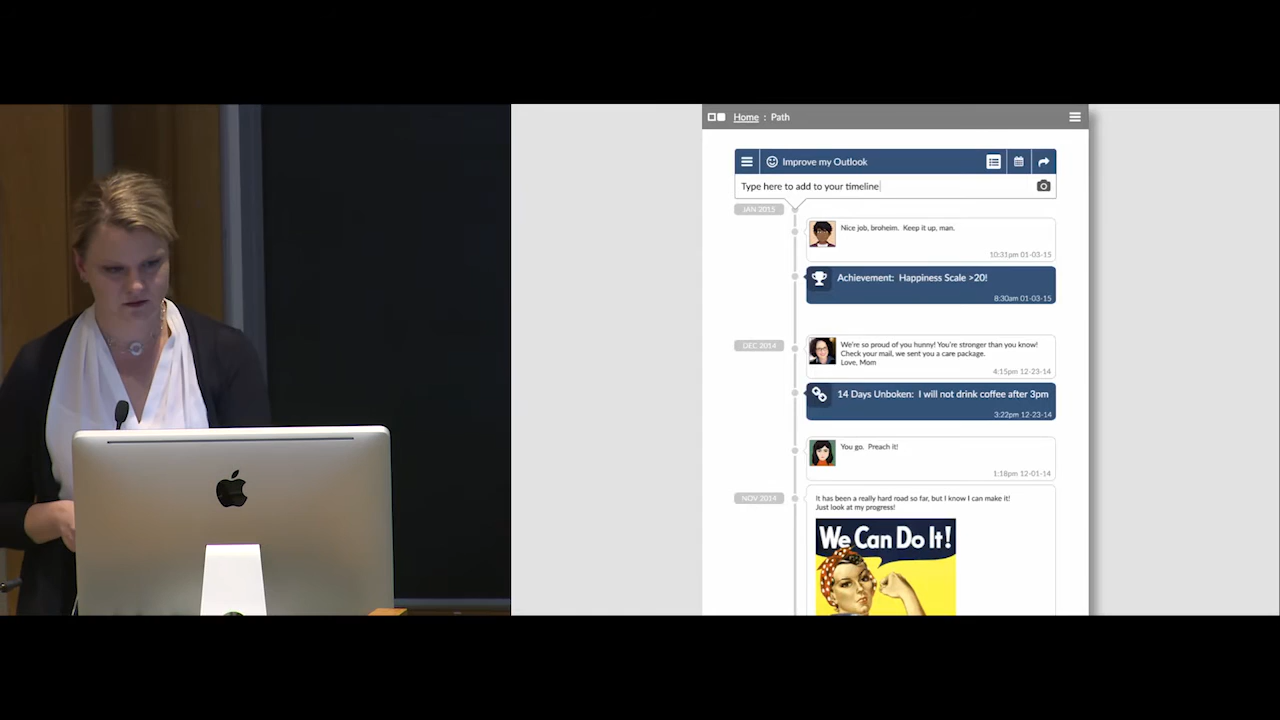 Home : Path
Improve my Outlook
Type here to add to your timeline
JAN 2015
Nice job, broheim. Keep it up, man.
10:31pm 01-03-15
Achievement: Happiness Scale >20!
8:30am 01-03-15
DEC 2014
We're so proud of you hunny! You're stronger than you know!
Check your mail, we sent you a care package.
Love, Mom
4:15pm 12-23-14
14 Days Unboken: I will not drink coffee after 3pm
3:22pm 12-23-14
You go. Preach it!
1:18pm 12-01-14
NOV 2014
It has been a really hard road so far, but I know I can make it!
Just look at my progress!
We Can Do It!